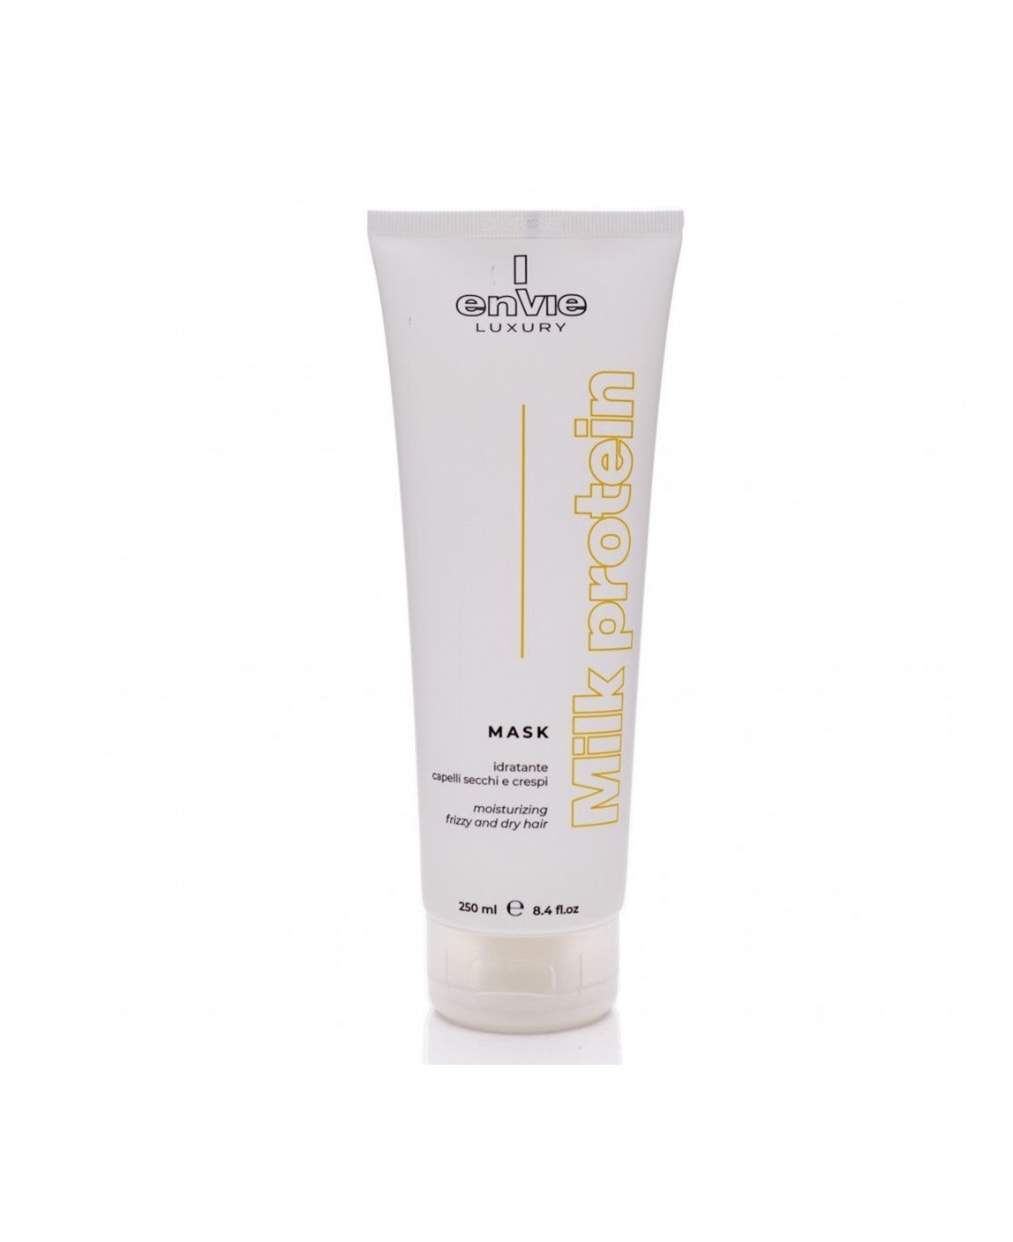 envie
LUXURY
Milk protein
MASK
idratante
capelli secchi e crespi
moisturizing
frizzy and dry hair
250 ml ℮ 8.4 fl.oz